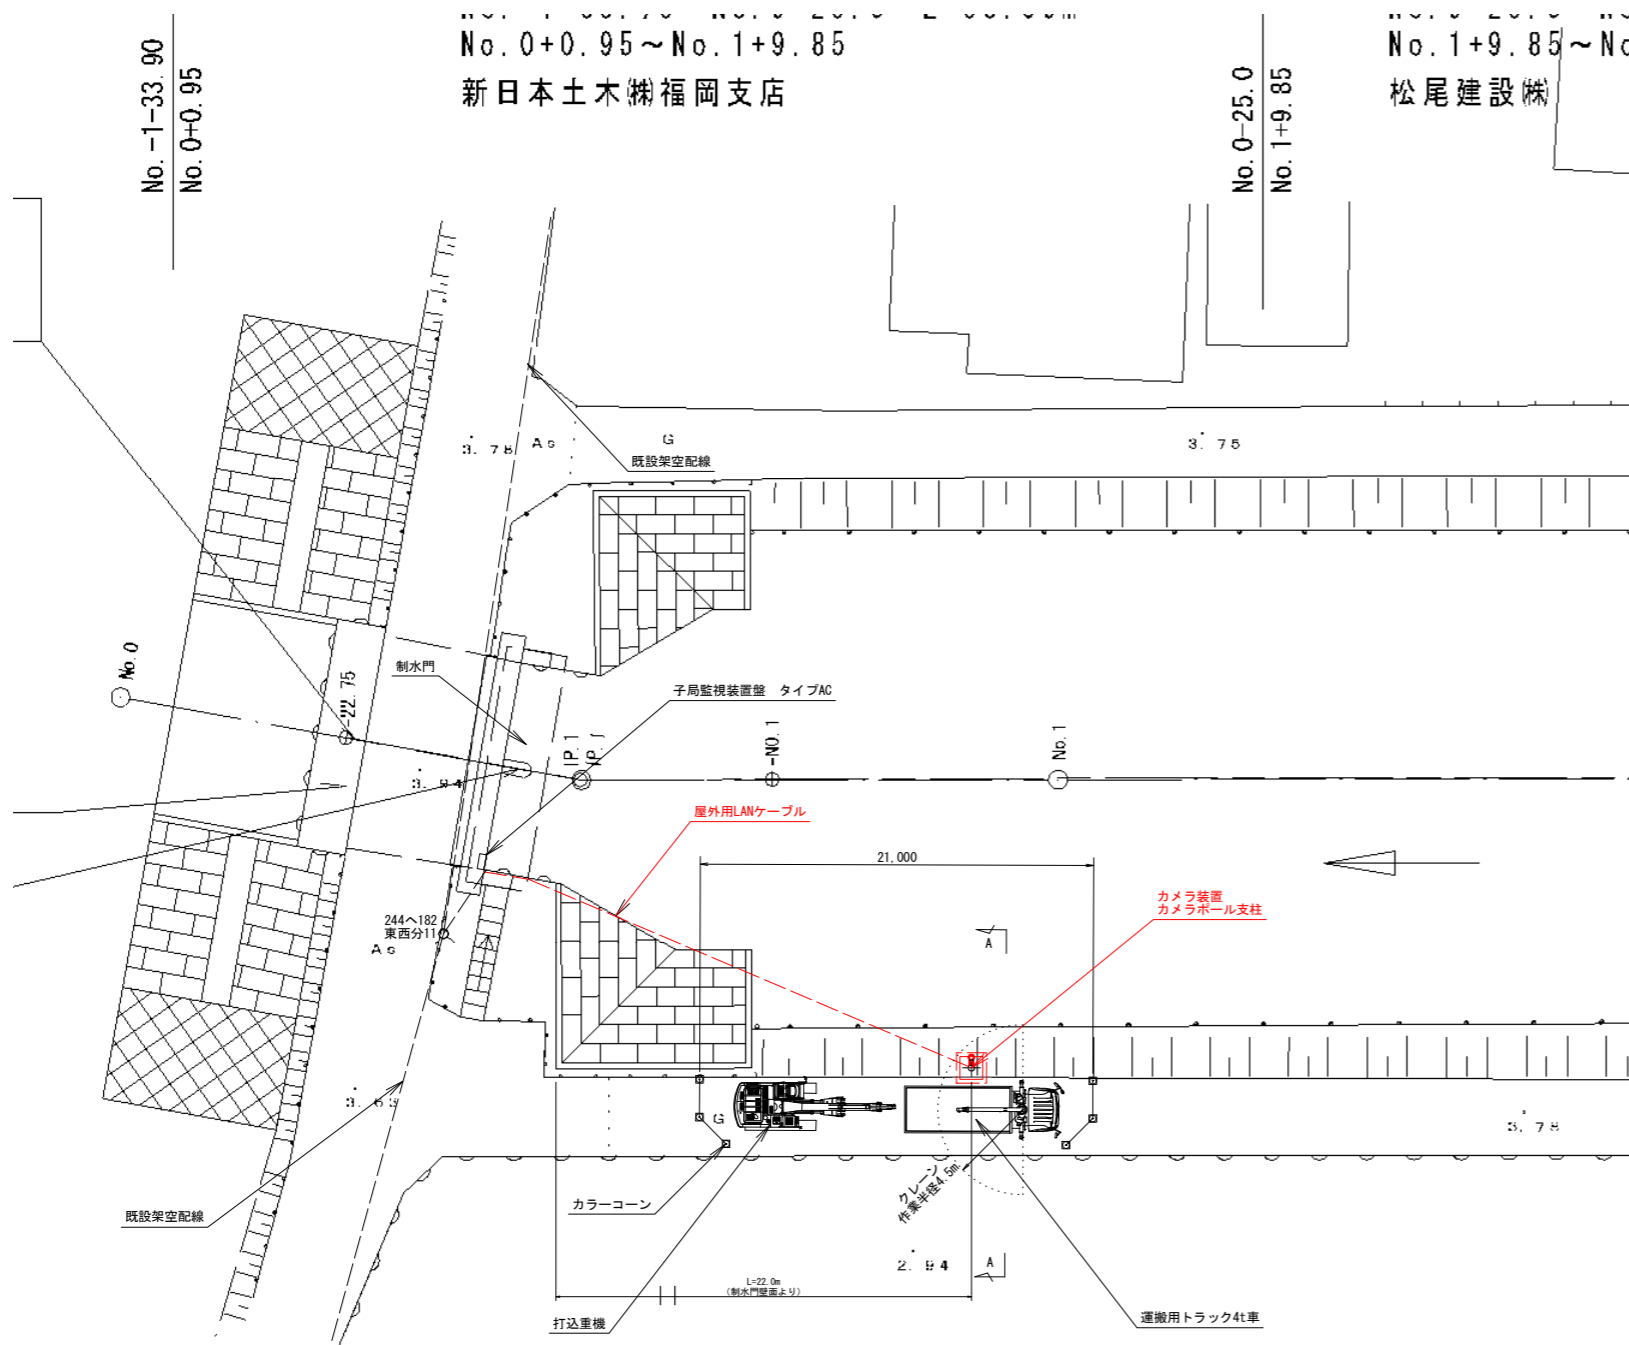 No.0+0.95～No.1+9.85
新日本土木㈱福岡支店
No.1+9.85～No
松尾建設㈱
No.-1-33.90
No.0+0.95
No.0-25.0
No.1+9.85
3.78
As
G
既設架空配線
3.75
制水門
子局監視装置盤　タイプAC
No.0
-22.75
IP.1
-NO.1
No.1
3.94
屋外用LANケーブル
21,000
カメラ装置
カメラポール支柱
244へ182
東西分11
As
A
3.63
G
3.78
クレーン
作業半径4.5m
カラーコーン
既設架空配線
2.94
A
L=22.0m
(制水門壁面より)
打込重機
運搬用トラック4t車